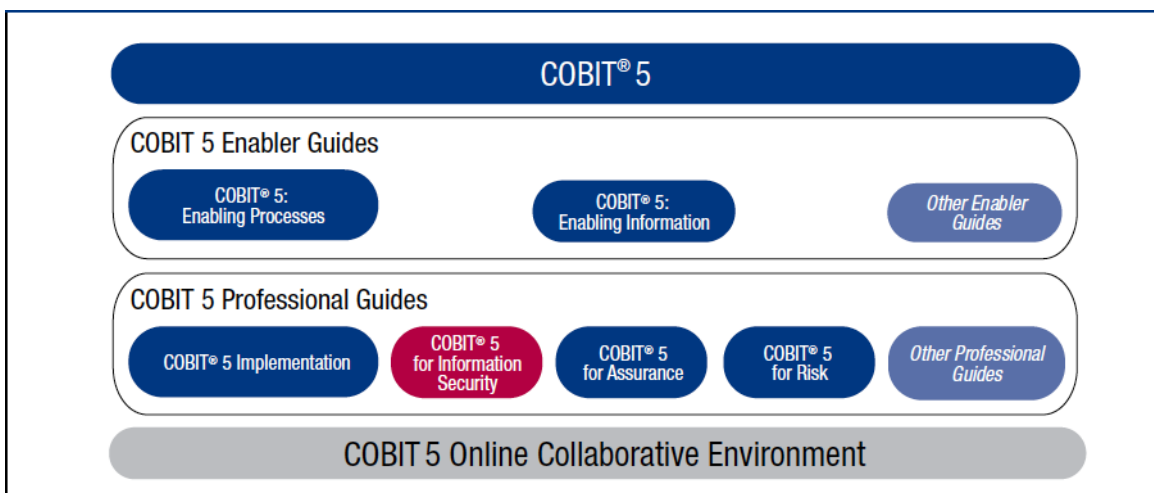 COBIT® 5
COBIT 5 Enabler Guides
COBIT® 5:
Enabling Processes
COBIT® 5:
Enabling Information
Other Enabler
Guides
COBIT 5 Professional Guides
COBIT® 5 Implementation
COBIT® 5
for Information
Security
COBIT® 5
for Assurance
COBIT® 5
for Risk
Other Professional
Guides
COBIT 5 Online Collaborative Environment